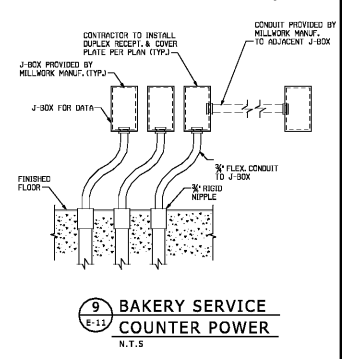 CONDUIT PROVIDED BY
MILLWORK MANUF.
TO ADJACENT J-BOX
CONTRACTOR TO INSTALL
DUPLEX RECEPT. & COVER
PLATE PER PLAN (TYP.)
J-BOX PROVIDED BY
MILLWORK MANUF. (TYP.)
J-BOX FOR DATA
¾" FLEX. CONDUIT
TO J-BOX
FINISHED
FLOOR
¾" RIGID
NIPPLE
9
E-11
BAKERY SERVICE
COUNTER POWER
N.T.S